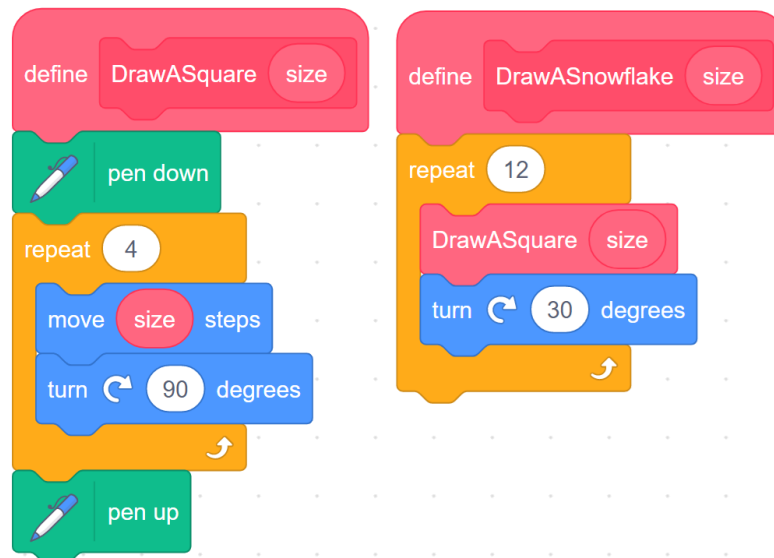 define DrawASquare size
pen down
repeat 4
move size steps
turn 90 degrees
pen up
define DrawASnowflake size
repeat 12
DrawASquare size
turn 30 degrees